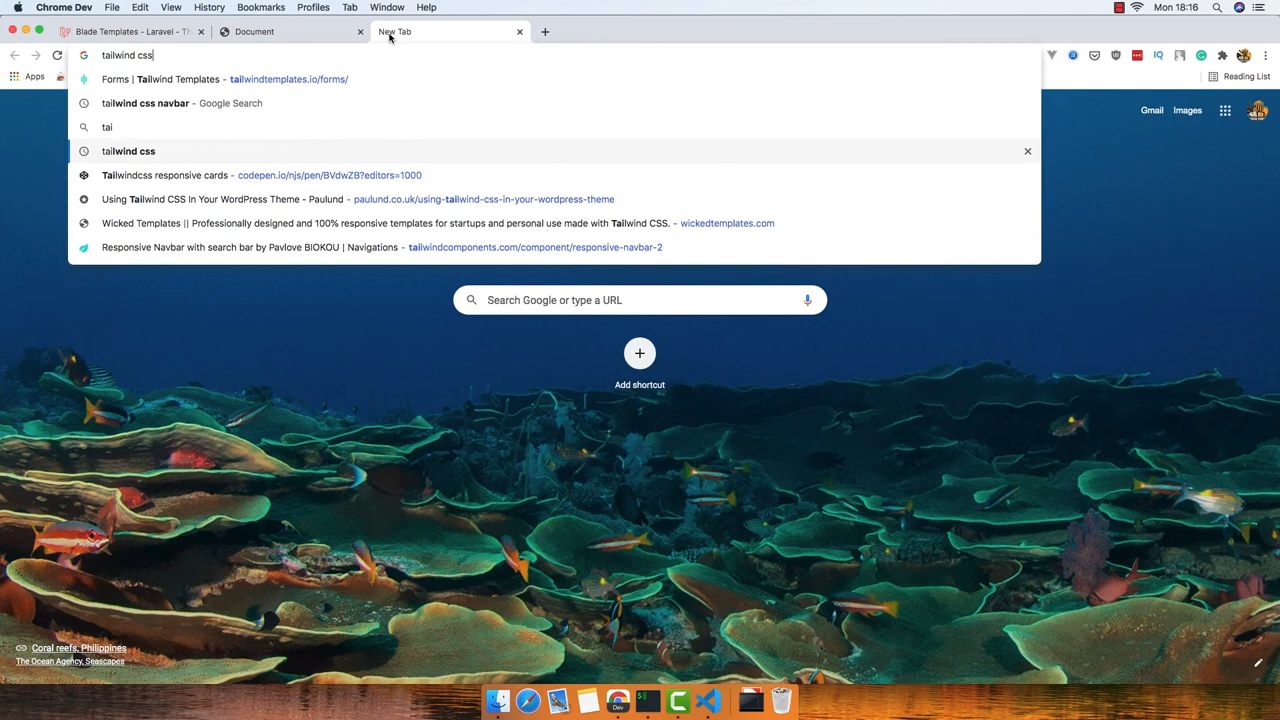 Chrome Dev File Edit View History Bookmarks Profiles Tab Window Help Mon 18:16
Blade Templates - Laravel - Th Document New Tab
tailwind css
Apps Reading List
Forms | Tailwind Templates - tailwindtemplates.io/forms/
tailwind css navbar - Google Search
tai
tailwind css
Tailwindcss responsive cards - codepen.io/njs/pen/BVdwZB?editors=1000
Using Tailwind CSS In Your WordPress Theme - Paulund - paulund.co.uk/using-tailwind-css-in-your-wordpress-theme
Wicked Templates || Professionally designed and 100% responsive templates for startups and personal use made with Tailwind CSS. - wickedtemplates.com
Responsive Navbar with search bar by Pavlove BIOKOU | Navigations - tailwindcomponents.com/component/responsive-navbar-2
Gmail Images
Search Google or type a URL
Add shortcut
Coral reefs, Philippines
The Ocean Agency, Seascapes
Dev